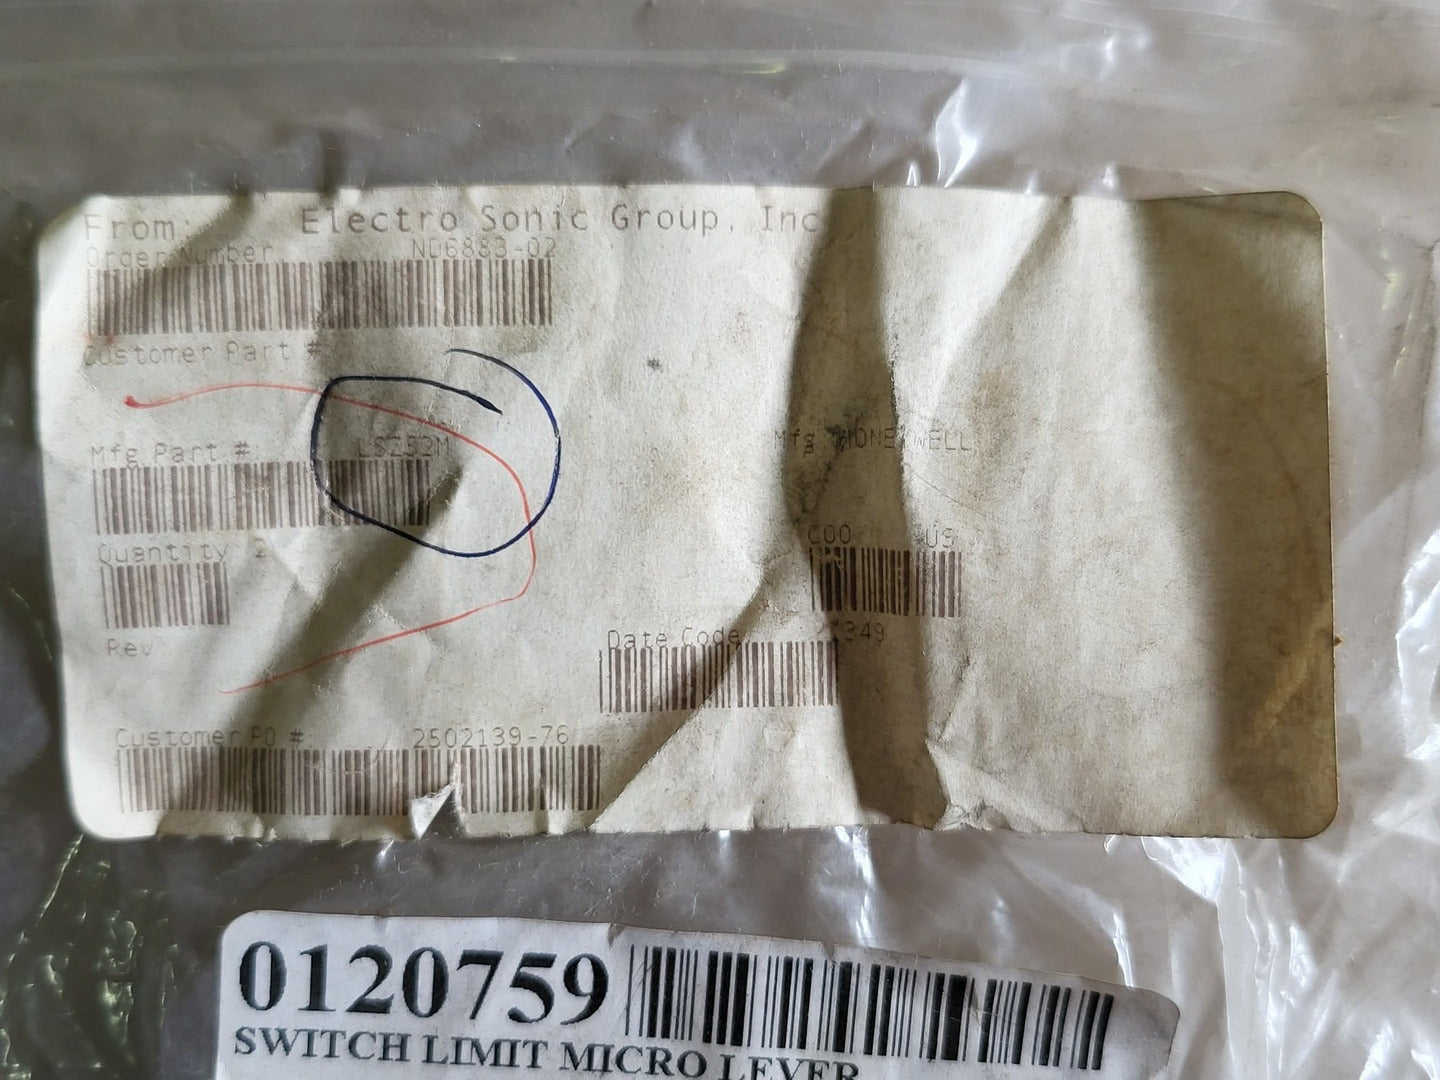 From: Electro Sonic Group, Inc.
Order Number ND6883-02
Customer Part #
Mfg Part # LSZ52M Mfg HONEYWELL
Quantity 2 COO US
Rev Date Code 349
Customer PO #: 2502139-76
0120759
SWITCH LIMIT MICRO LEVER